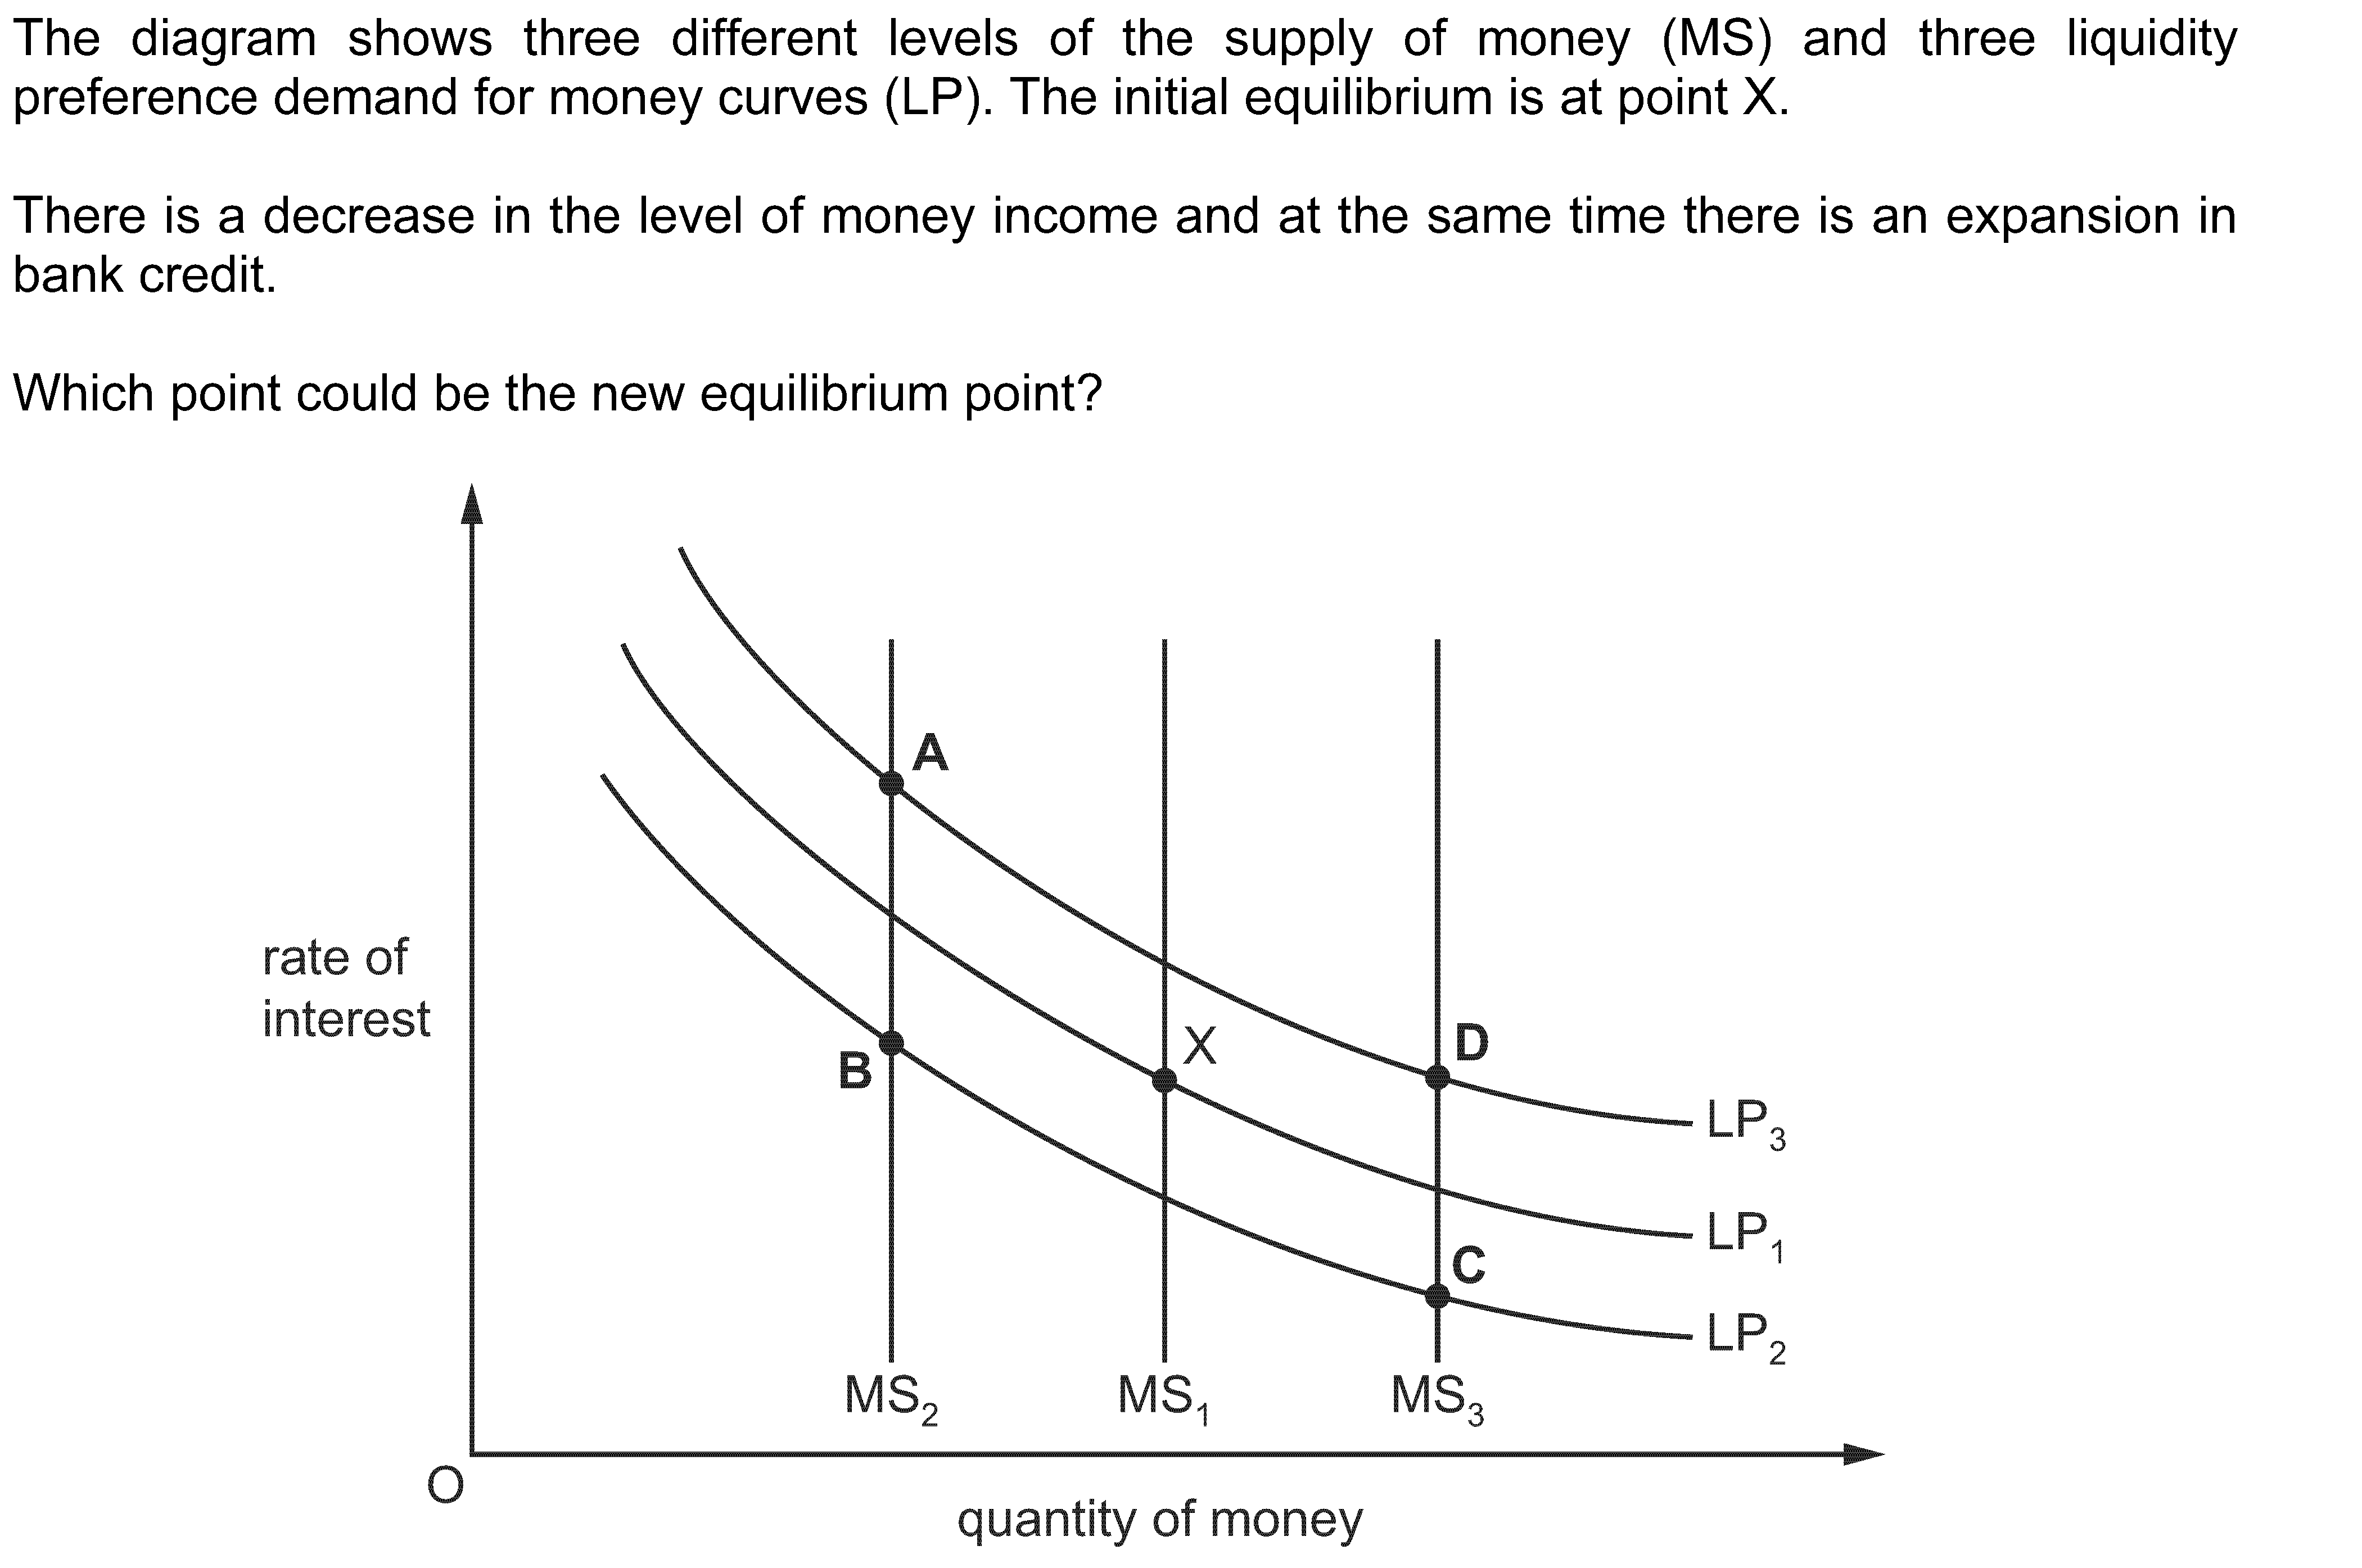 The diagram shows three different levels of the supply of money (MS) and three liquidity
preference demand for money curves (LP). The initial equilibrium is at point X.
There is a decrease in the level of money income and at the same time there is an expansion in
bank credit.
Which point could be the new equilibrium point?
A
rate of
interest
B
X
D
LP3
LP1
C
LP2
MS2
MS1
MS3
O
quantity of money